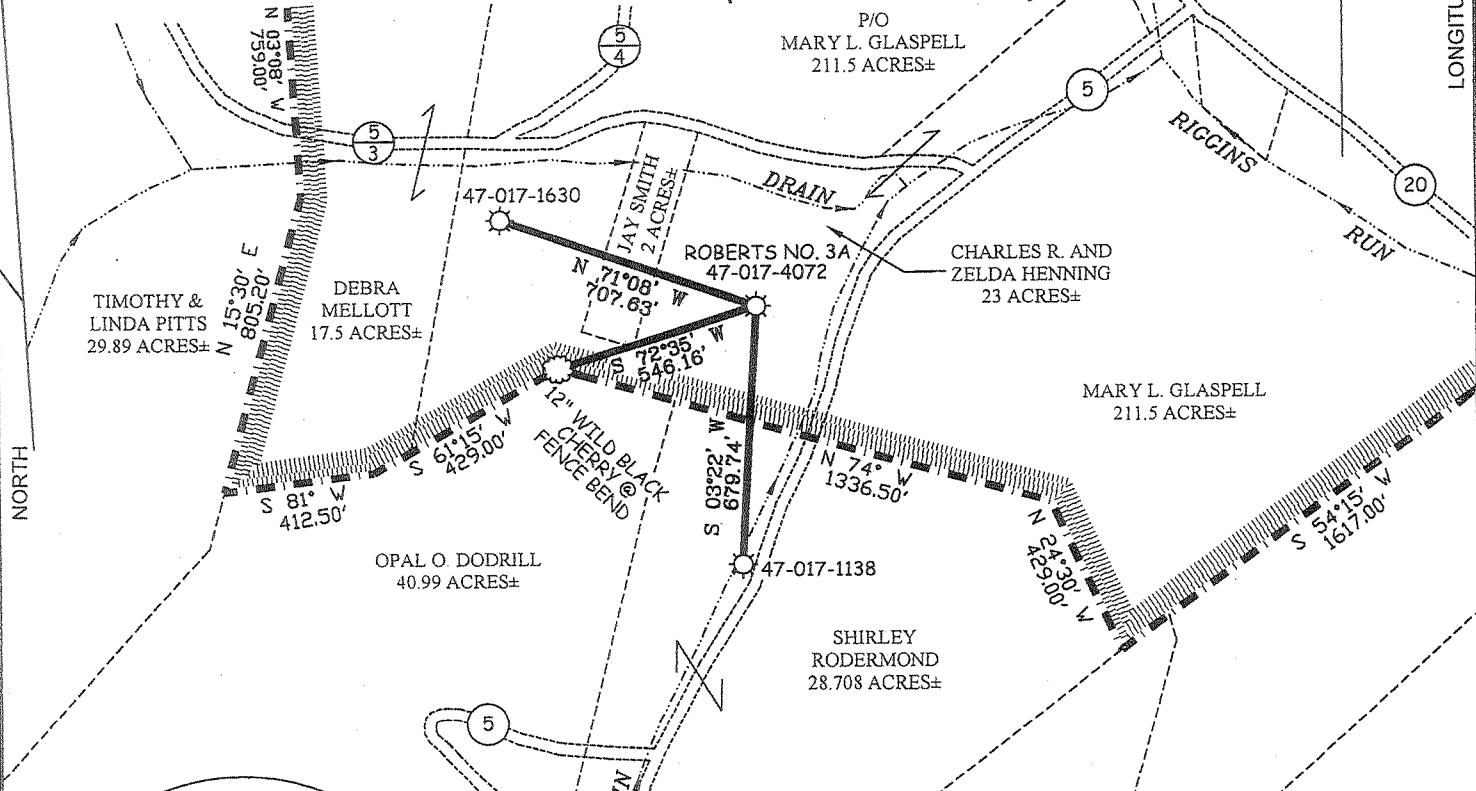 P/O
MARY L. GLASPELL
211.5 ACRES±
LONGITU
N 03°08' W
759.00'
5
4
5
5
3
RIGGINS
RUN
20
DRAIN
47-017-1630
JAY SMITH
2 ACRES±
ROBERTS NO. 3A
47-017-4072
CHARLES R. AND
ZELDA HENNING
23 ACRES±
N 71°08' W
707.63'
TIMOTHY &
LINDA PITTS
29.89 ACRES±
N 15°30' E
805.20'
DEBRA
MELLOTT
17.5 ACRES±
S 72°35' W
546.16'
MARY L. GLASPELL
211.5 ACRES±
12" WILD BLACK
CHERRY @
FENCE BEND
S 61°15' W
429.00'
S 81° W
412.50'
S 03°22' W
679.74'
N 74° W
1336.50'
NORTH
N 24°30' W
429.00'
S 54°15' W
1617.00'
OPAL O. DODRILL
40.99 ACRES±
47-017-1138
SHIRLEY
RODERMOND
28.708 ACRES±
5